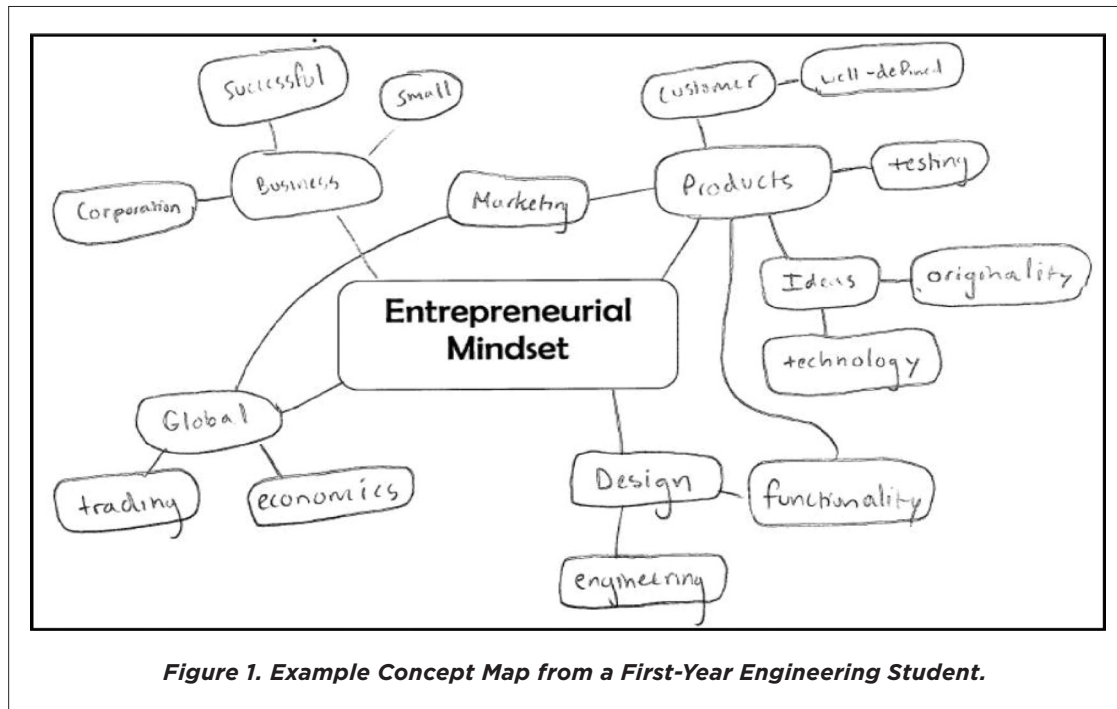 successful
small
Business
Corporation
Marketing
customer
well-defined
Products
testing
Ideas
originality
technology
Entrepreneurial
Mindset
Global
trading
economics
Design
functionality
engineering
Figure 1. Example Concept Map from a First-Year Engineering Student.